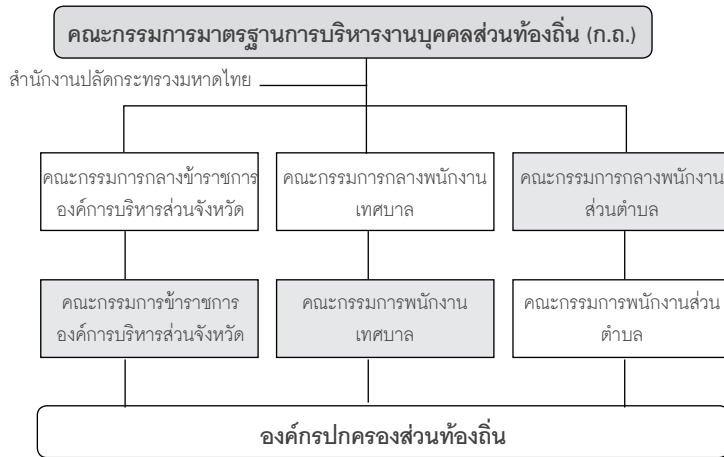 คณะกรรมการมาตรฐานการบริหารงานบุคคลส่วนท้องถิ่น (ก.ถ.)
สำนักงานปลัดกระทรวงมหาดไทย
คณะกรรมการกลางข้าราชการ
องค์การบริหารส่วนจังหวัด
คณะกรรมการกลางพนักงาน
เทศบาล
คณะกรรมการกลางพนักงาน
ส่วนตำบล
คณะกรรมการข้าราชการ
องค์การบริหารส่วนจังหวัด
คณะกรรมการพนักงาน
เทศบาล
คณะกรรมการพนักงานส่วน
ตำบล
องค์กรปกครองส่วนท้องถิ่น